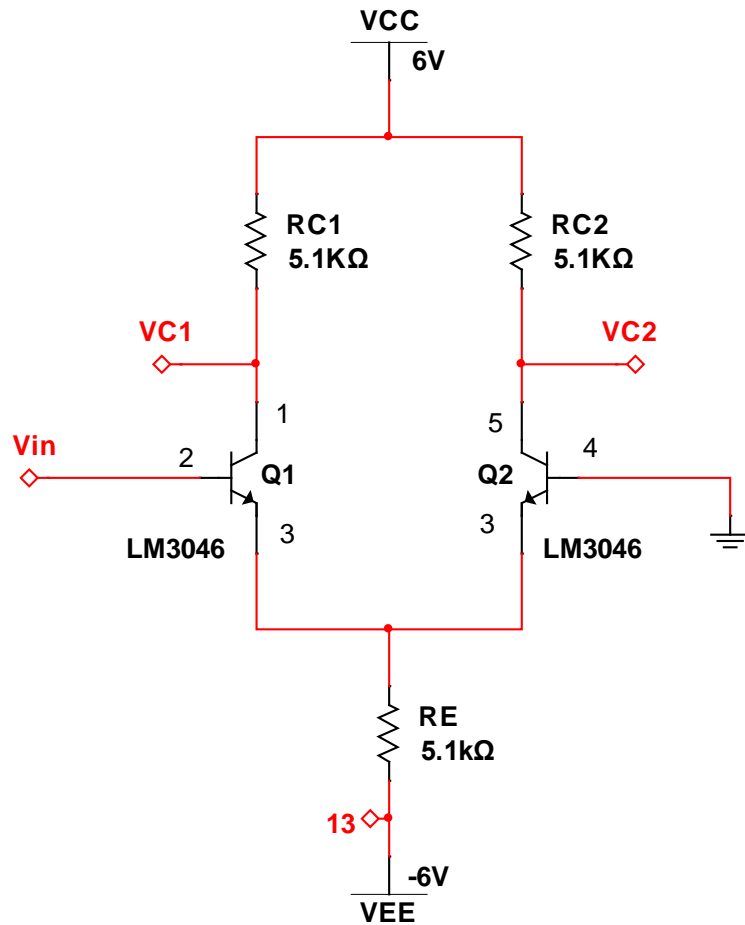 VCC
6V
RC1
5.1KΩ
RC2
5.1KΩ
VC1
VC2
1
5
Vin
2
Q1
Q2
4
3
3
LM3046
LM3046
RE
5.1kΩ
13
-6V
VEE